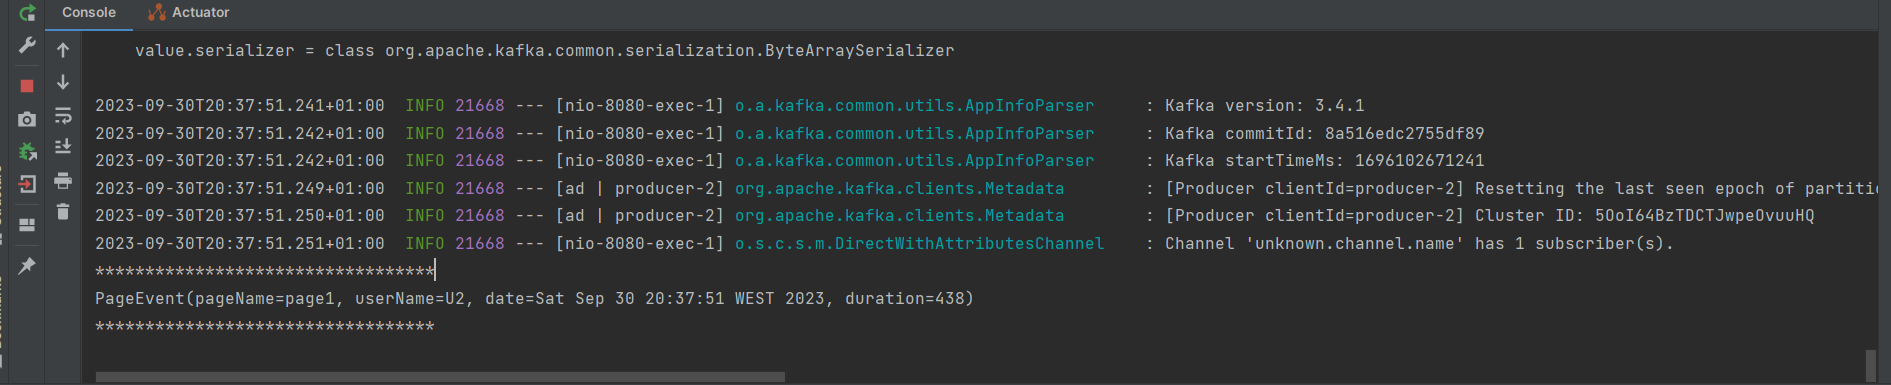 Console Actuator
value.serializer = class org.apache.kafka.common.serialization.ByteArraySerializer
2023-09-30T20:37:51.241+01:00  INFO 21668 --- [nio-8080-exec-1] o.a.kafka.common.utils.AppInfoParser     : Kafka version: 3.4.1
2023-09-30T20:37:51.242+01:00  INFO 21668 --- [nio-8080-exec-1] o.a.kafka.common.utils.AppInfoParser     : Kafka commitId: 8a516edc2755df89
2023-09-30T20:37:51.242+01:00  INFO 21668 --- [nio-8080-exec-1] o.a.kafka.common.utils.AppInfoParser     : Kafka startTimeMs: 1696102671241
2023-09-30T20:37:51.249+01:00  INFO 21668 --- [ad | producer-2] org.apache.kafka.clients.Metadata        : [Producer clientId=producer-2] Resetting the last seen epoch of partiti
2023-09-30T20:37:51.250+01:00  INFO 21668 --- [ad | producer-2] org.apache.kafka.clients.Metadata        : [Producer clientId=producer-2] Cluster ID: 5OoI64BzTDCTJwpeOvuuHQ
2023-09-30T20:37:51.251+01:00  INFO 21668 --- [nio-8080-exec-1] o.s.c.s.m.DirectWithAttributesChannel    : Channel 'unknown.channel.name' has 1 subscriber(s).
**********************************
PageEvent(pageName=page1, userName=U2, date=Sat Sep 30 20:37:51 WEST 2023, duration=438)
**********************************